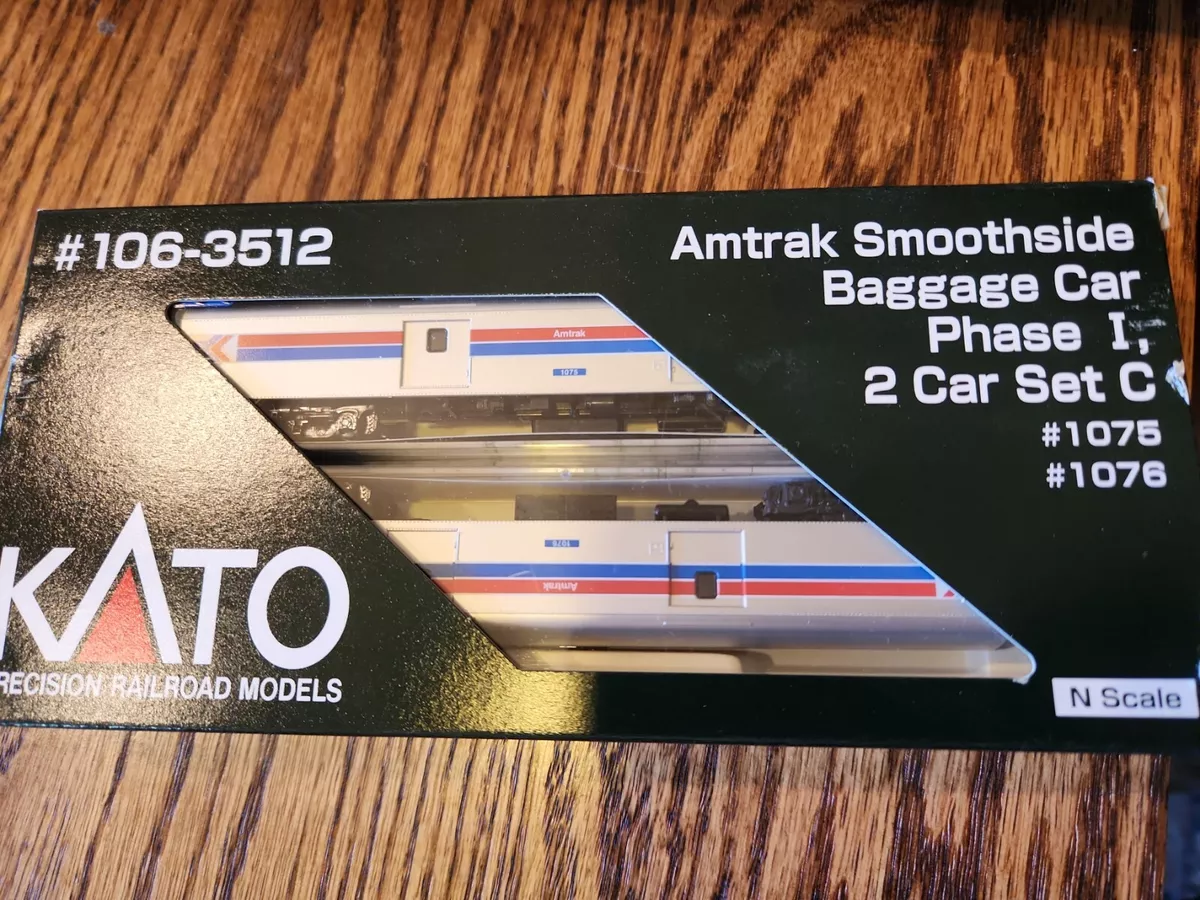 #106-3512
Amtrak Smoothside
Baggage Car
Phase I,
2 Car Set C
#1075
#1076
Amtrak
1075
1076
Amtrak
KATO
RECISION RAILROAD MODELS
N Scale